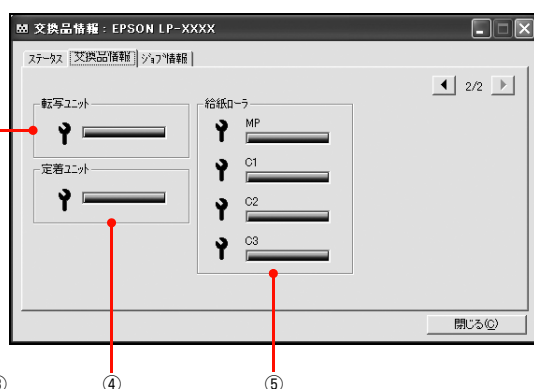 交換品情報：EPSON LP-XXXX
ステータス 交換品情報 ジョブ情報
2/2
転写ユニット
定着ユニット
給紙ローラ
MP
C1
C2
C3
閉じる(C)
④
⑤